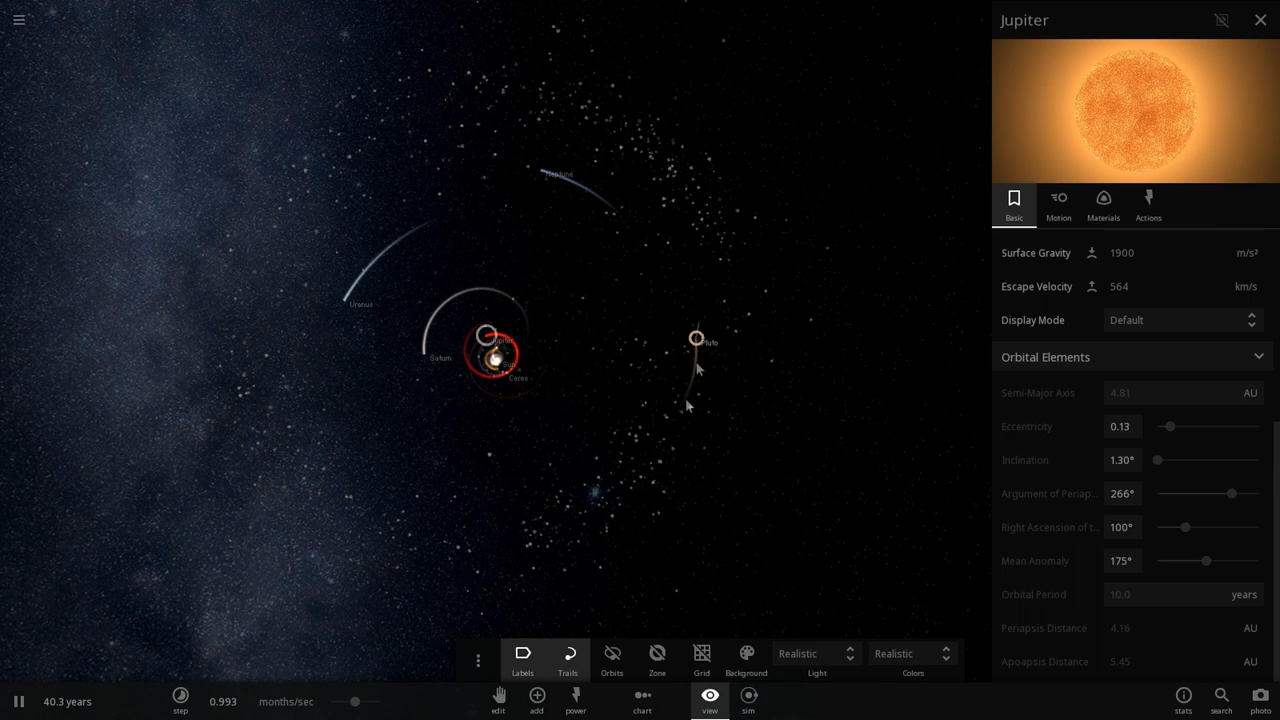 Jupiter
Basic
Motion
Materials
Actions
Surface Gravity 1900 m/s²
Escape Velocity 564 km/s
Display Mode Default
Orbital Elements
Semi-Major Axis 4.81 AU
Eccentricity 0.13
Inclination 1.30°
Argument of Periap... 266°
Right Ascension of t... 100°
Mean Anomaly 175°
Orbital Period 10.0 years
Periapsis Distance 4.16 AU
Apoapsis Distance 5.45 AU
Neptune
Uranus
Jupiter
Pluto
Saturn
Sun
Ceres
Labels
Trails
Orbits
Zone
Grid
Background
Realistic
Light
Realistic
Colors
40.3 years
step
0.993 months/sec
edit
add
power
chart
view
sim
stats
search
photo